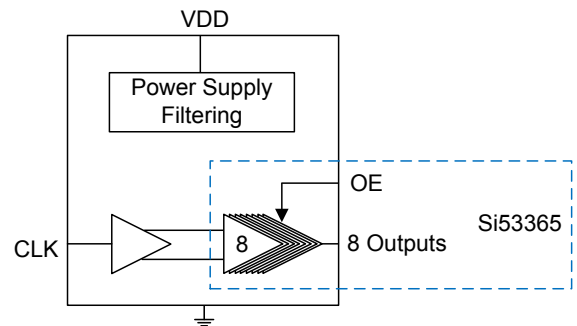 VDD
Power Supply
Filtering
OE
Si53365
CLK
8
8 Outputs